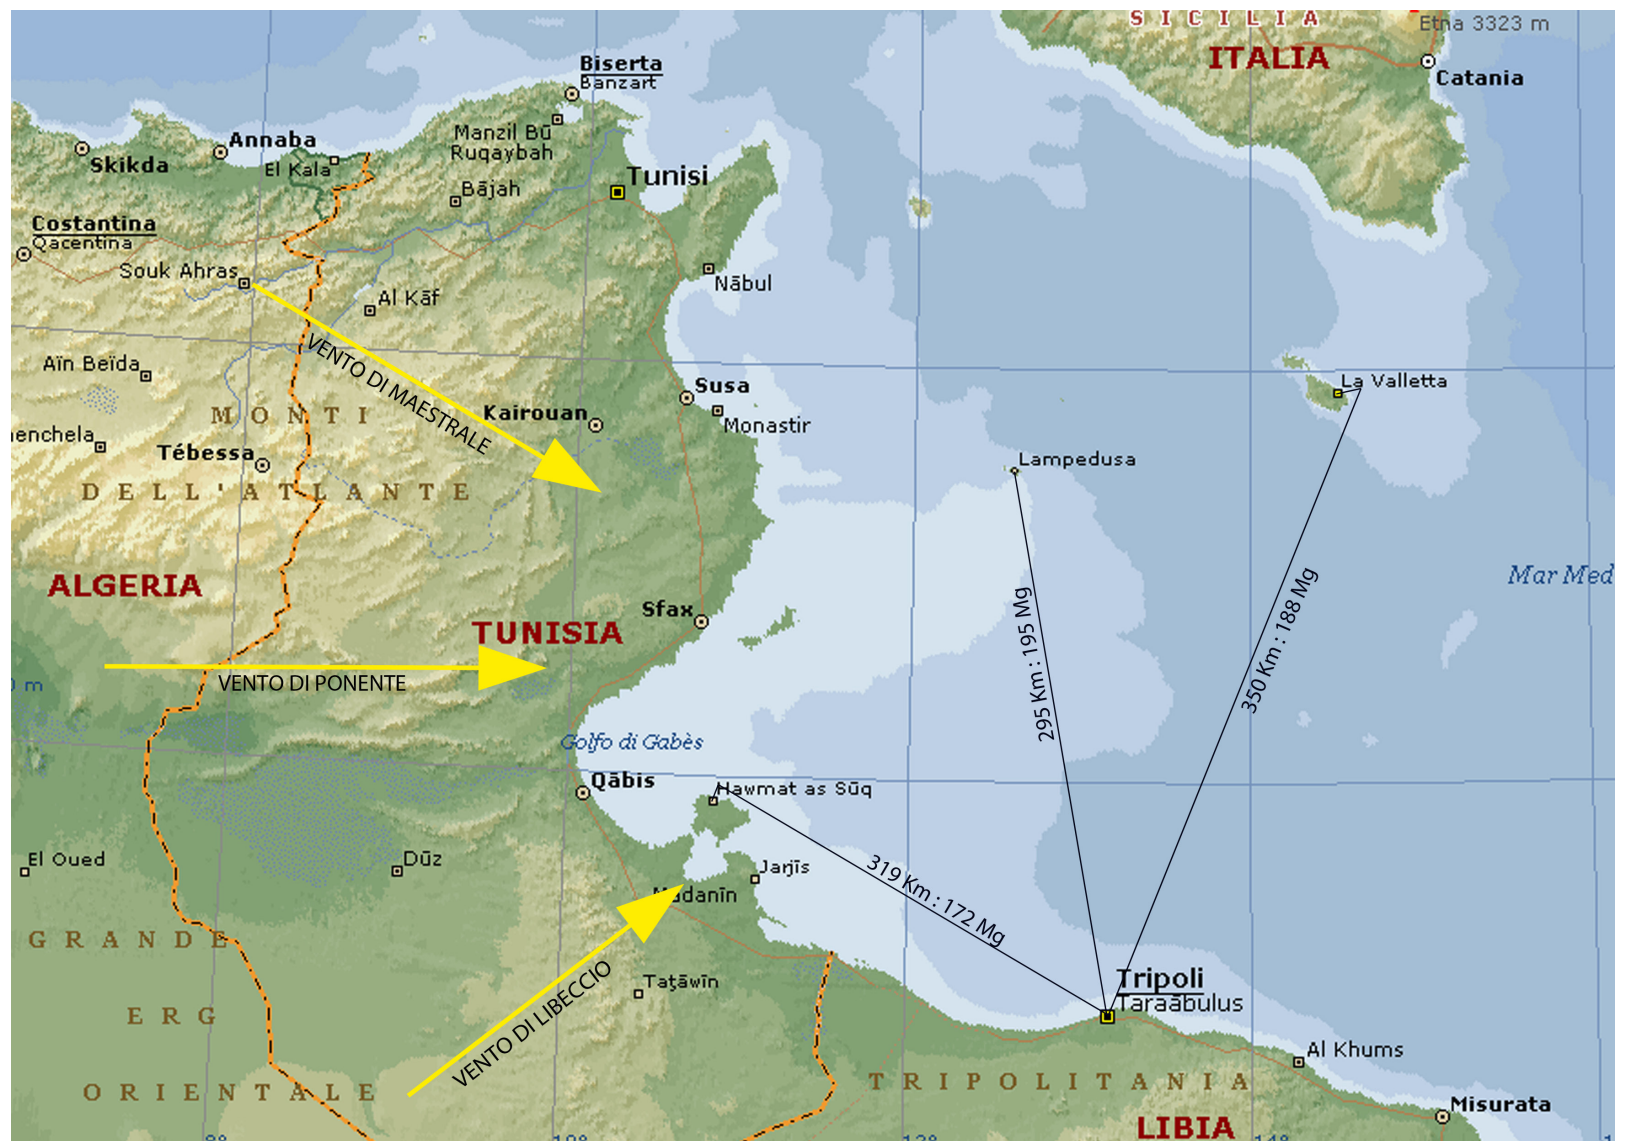 S I C I L I A
Etna 3323 m
ITALIA
Catania
Biserta
Banzart
Manzil Bū
Ruqaybah
Annaba
El Kala
Skikda
Bājah
Tunisi
Costantina
Qacentina
Souk Ahras
Al Kāf
Nābul
VENTO DI MAESTRALE
Aïn Beïda
Susa
La Valletta
MONTI
Kairouan
Monastir
enchela
Tébessa
Lampedusa
DELL'ATLANTE
ALGERIA
Mar Med
Sfax
TUNISIA
295 Km : 195 Mg
350 Km : 188 Mg
VENTO DI PONENTE
0 m
Golfo di Gabès
Qābis
Hawmat as Sūq
El Oued
Dūz
Jarjīs
319 Km : 172 Mg
Madanīn
GRANDE
Taţāwīn
VENTO DI LIBECCIO
Tripoli
Taraābulus
ERG
Al Khums
ORIENTALE
TRIPOLITANIA
Misurata
LIBIA